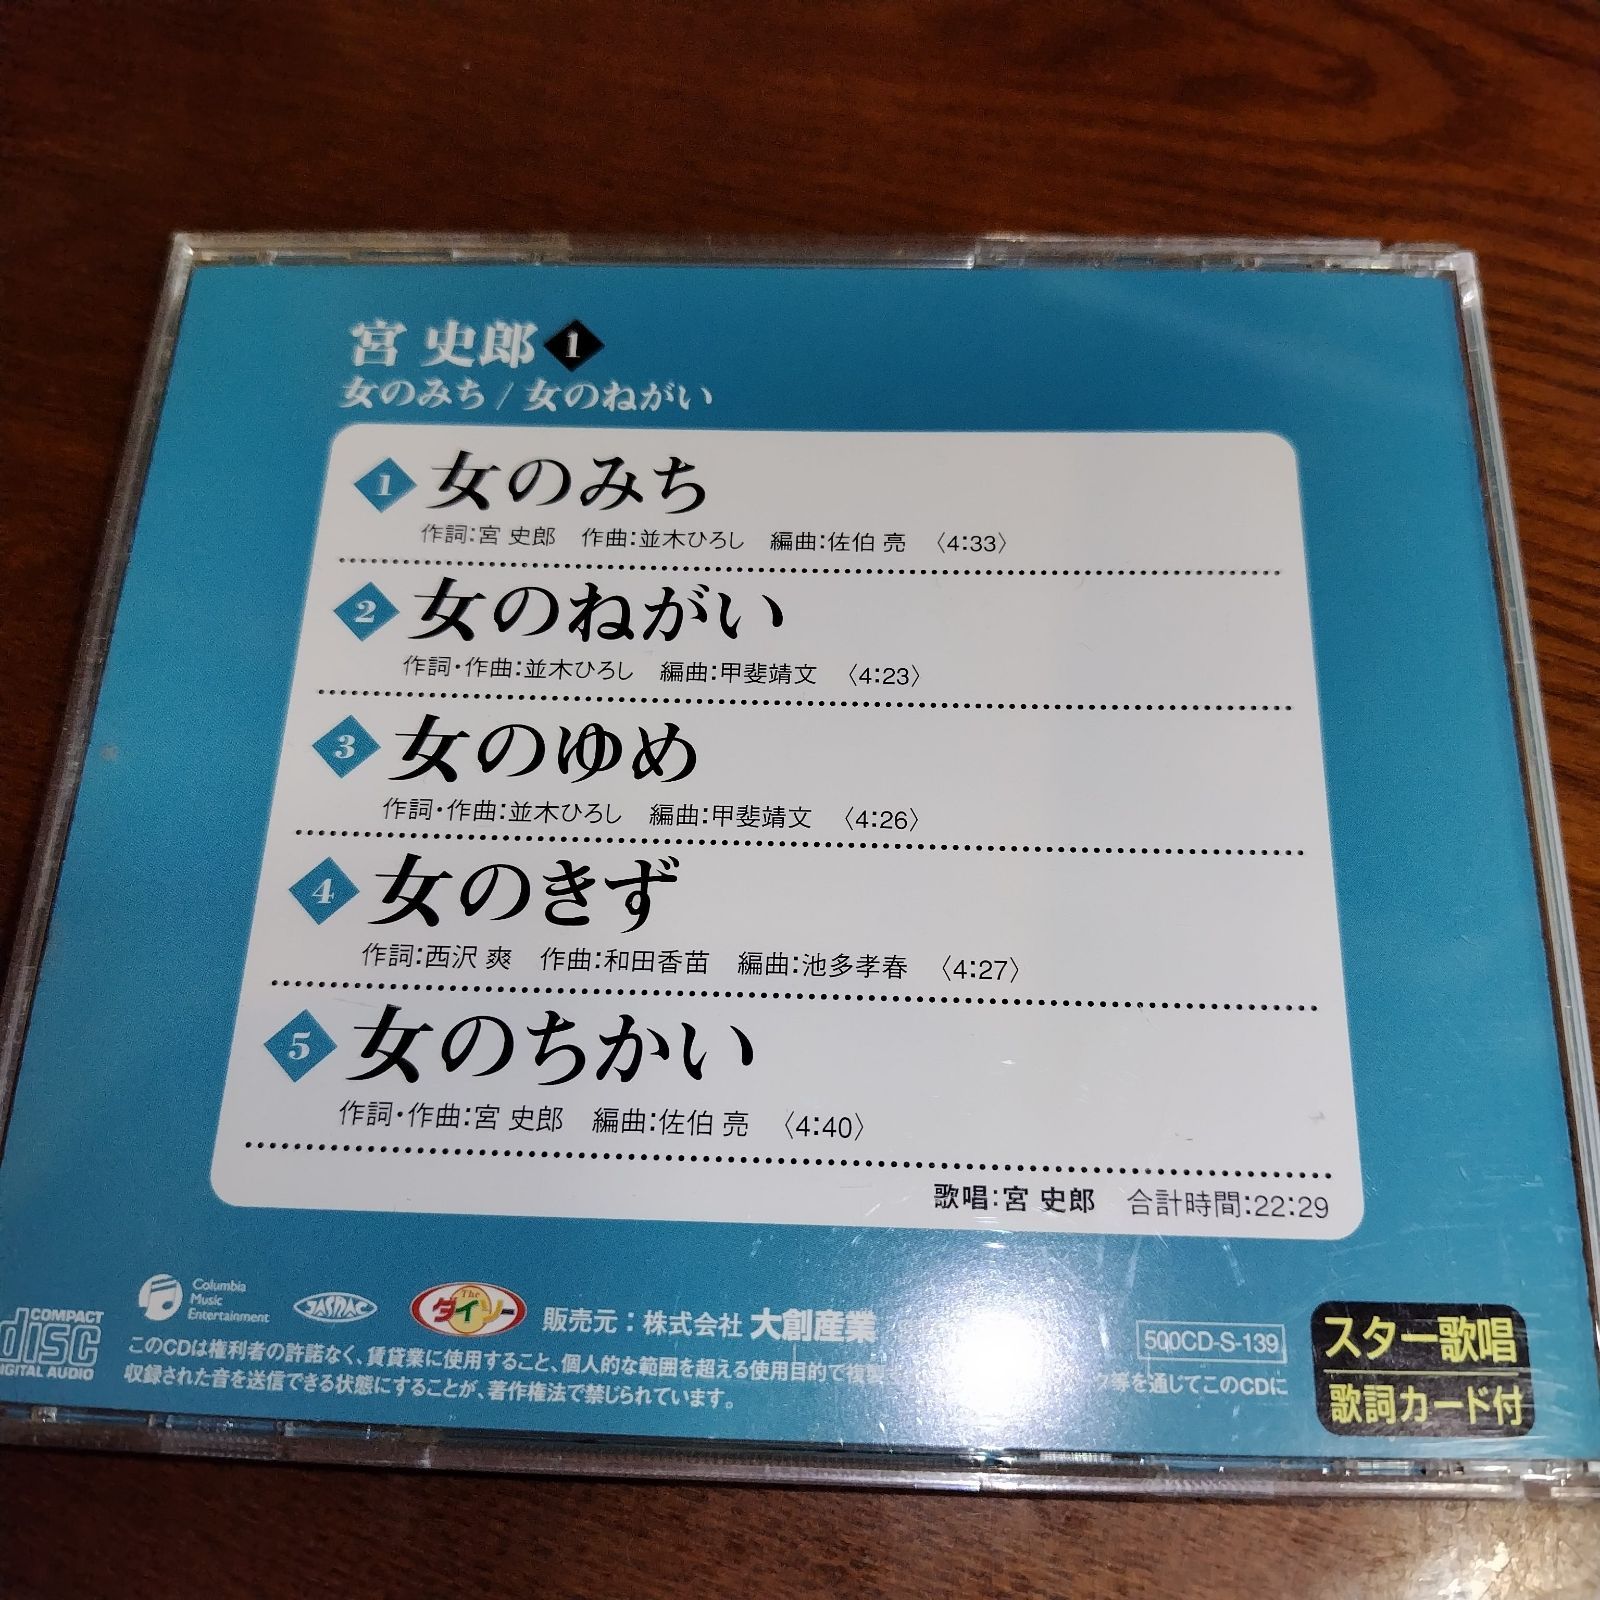 宮 史郎 1
女のみち / 女のねがい
1 女のみち
作詞:宮 史郎 作曲:並木ひろし 編曲:佐伯 亮 〈4:33〉
2 女のねがい
作詞・作曲:並木ひろし 編曲:甲斐靖文 〈4:23〉
3 女のゆめ
作詞・作曲:並木ひろし 編曲:甲斐靖文 〈4:26〉
4 女のきず
作詞:西沢 爽 作曲:和田香苗 編曲:池多孝春 〈4:27〉
5 女のちかい
作詞・作曲:宮 史郎 編曲:佐伯 亮 〈4:40〉
歌唱:宮 史郎 合計時間:22:29
COMPACT
disc
DIGITAL AUDIO
Columbia
Music
Entertainment
JASRAC
The
ダイソー
販売元:株式会社 大創産業
500CD-S-139
このCDは権利者の許諾なく、賃貸業に使用すること、個人的な範囲を超える使用目的で複製 ク等を通じてこのCDに
収録された音を送信できる状態にすることが、著作権法で禁じられています。
スター歌唱
歌詞カード付